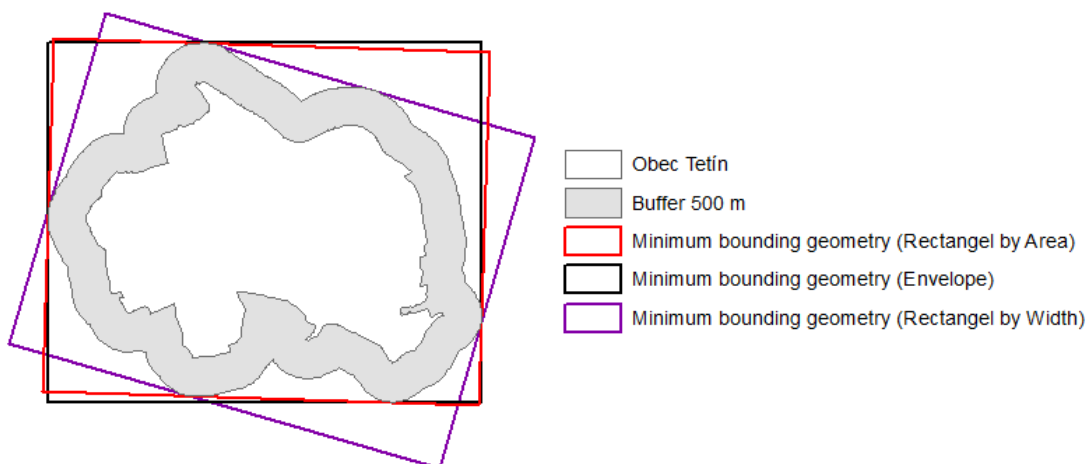 Obec Tetín
Buffer 500 m
Minimum bounding geometry (Rectangel by Area)
Minimum bounding geometry (Envelope)
Minimum bounding geometry (Rectangel by Width)